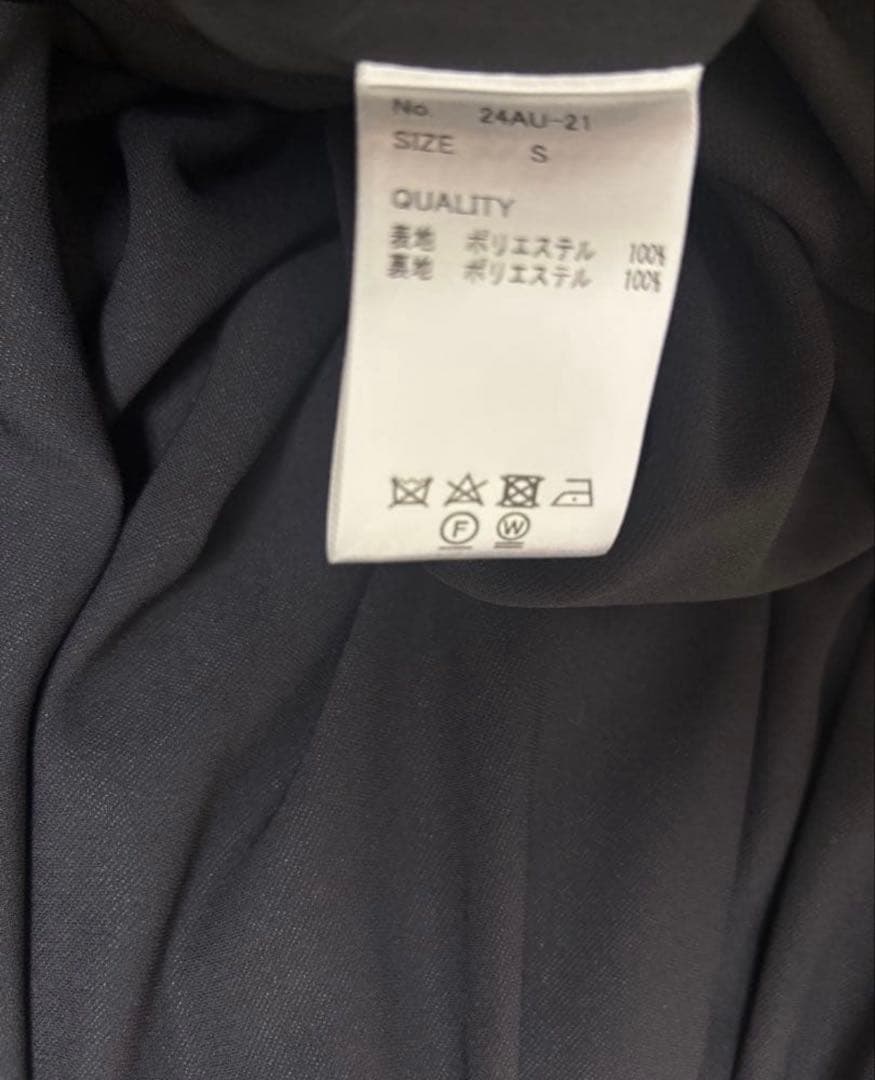 No. 24AU-21
SIZE S
QUALITY
表地 ポリエステル 100%
裏地 ポリエステル 100%
F W